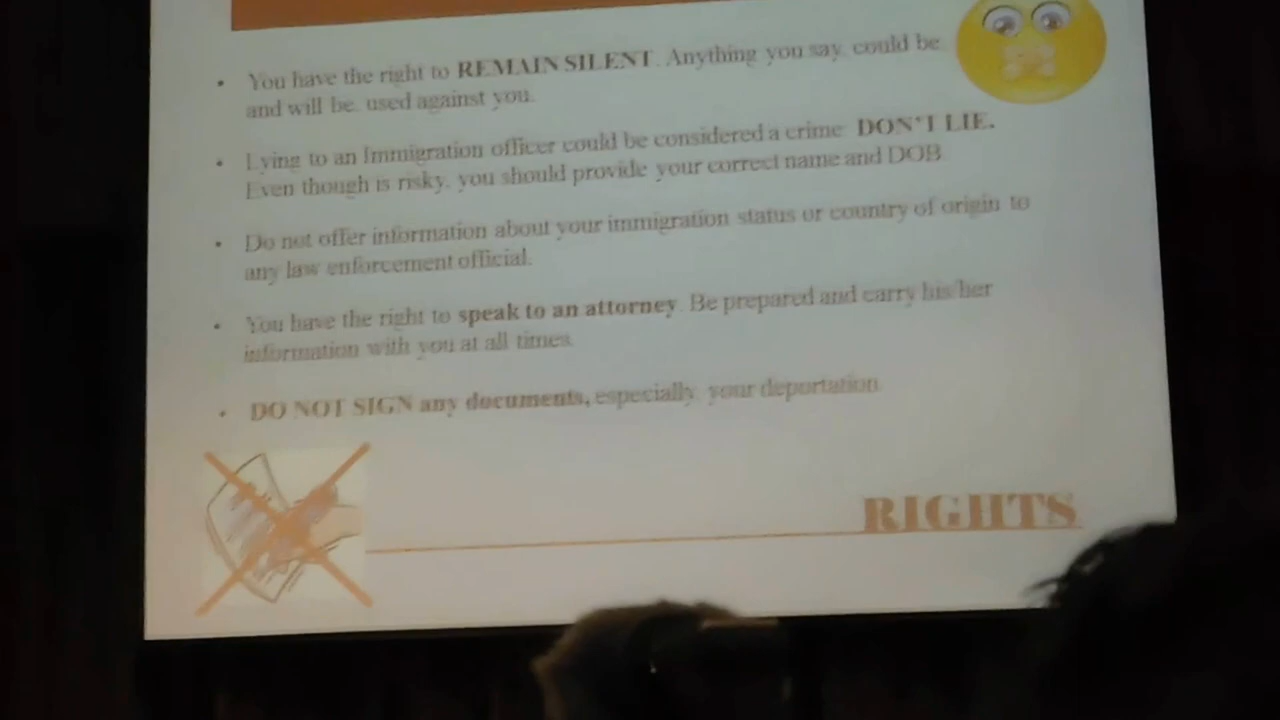 • You have the right to REMAIN SILENT. Anything you say, could be,
and will be, used against you.
• Lying to an Immigration officer could be considered a crime. DON'T LIE.
Even though is risky, you should provide your correct name and DOB.
• Do not offer information about your immigration status or country of origin to
any law enforcement official.
• You have the right to speak to an attorney. Be prepared and carry his/her
information with you at all times.
• DO NOT SIGN any documents, especially, your deportation.
RIGHTS